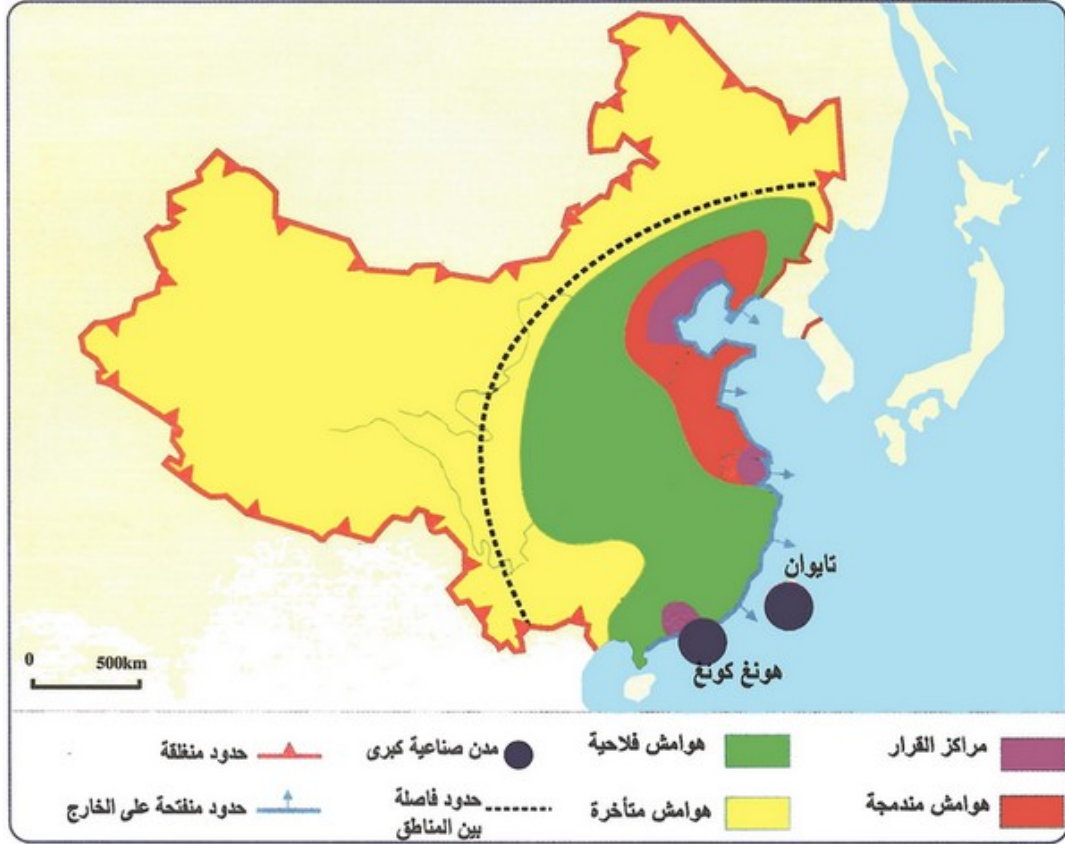 تايوان
هونغ كونغ
0 500km
مراكز القرار
هوامش فلاحية
مدن صناعية كبرى
حدود منغلقة
هوامش مندمجة
هوامش متأخرة
حدود فاصلة
بين المناطق
حدود منفتحة على الخارج